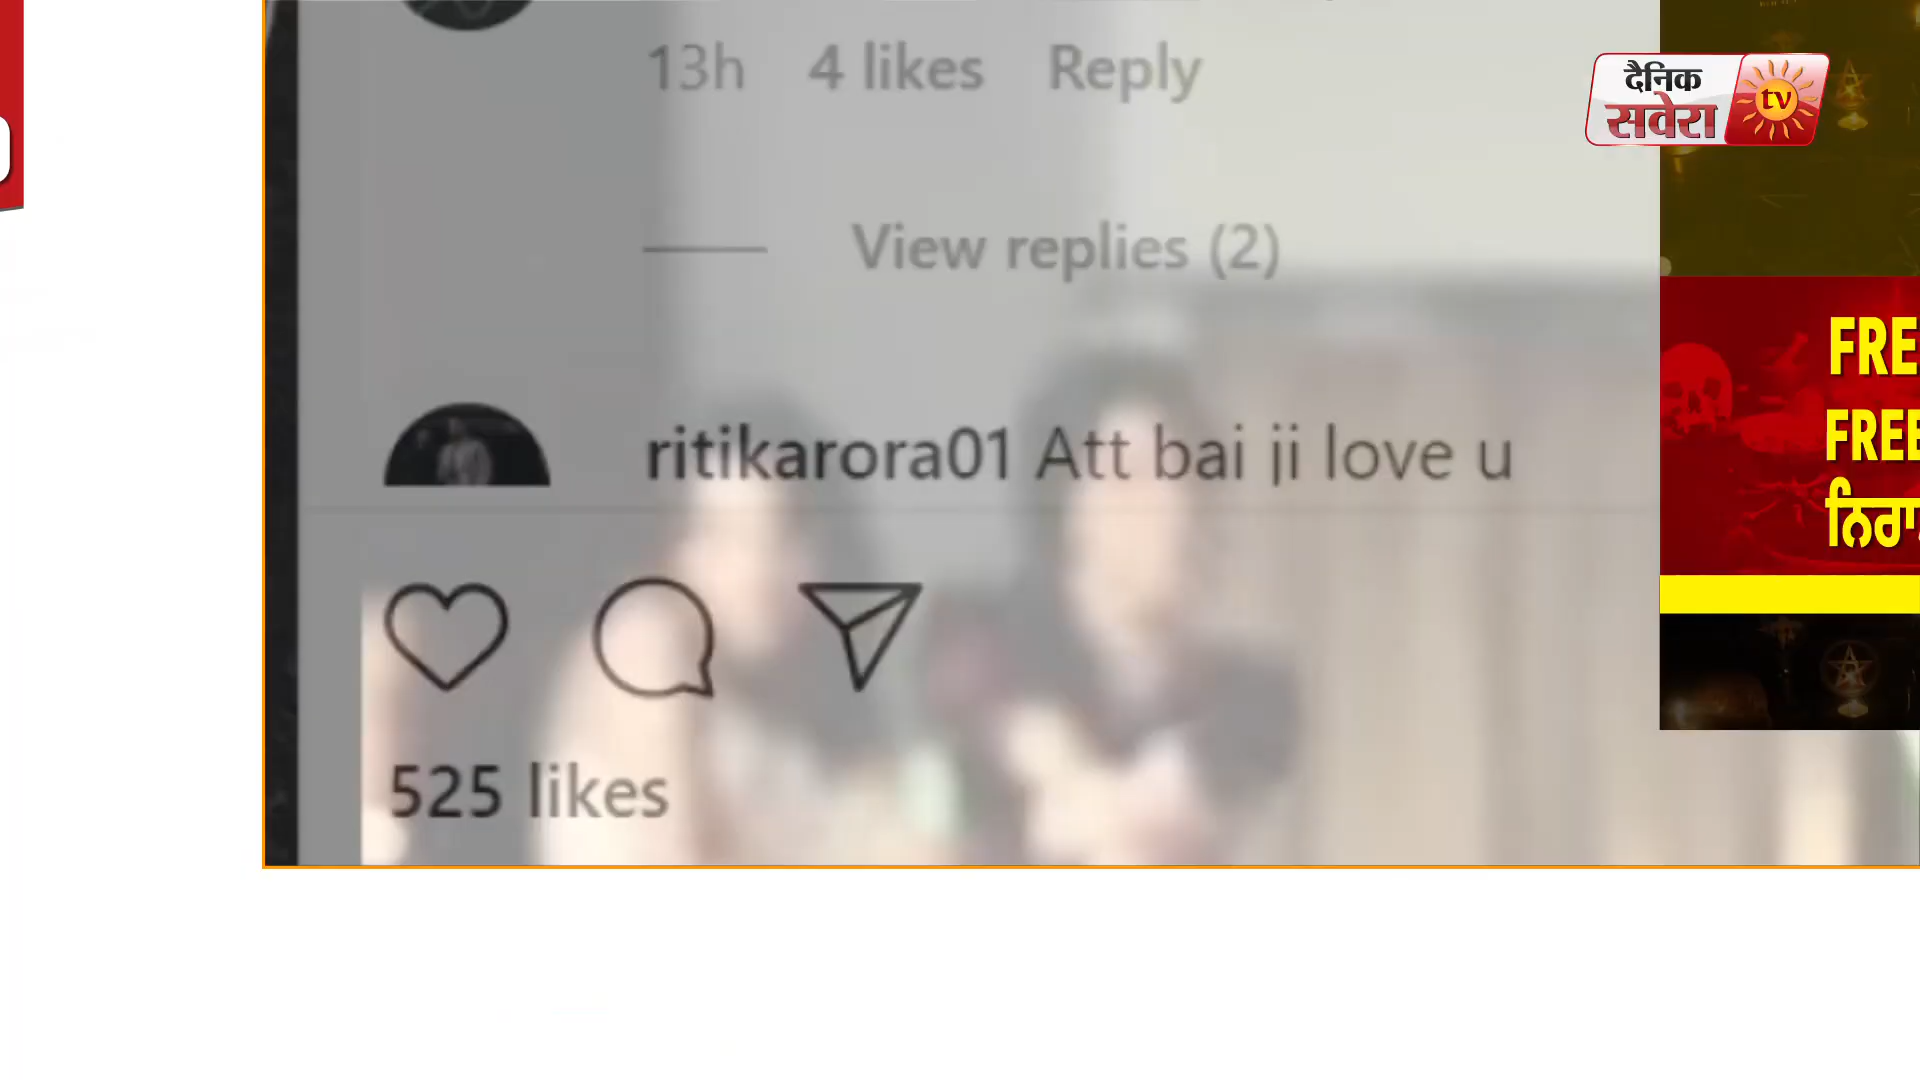 13h 4 likes Reply
दैनिक
सवेरा
tv
View replies (2)
FRE
FREE
ritikarora01 Att bai ji love u
525 likes